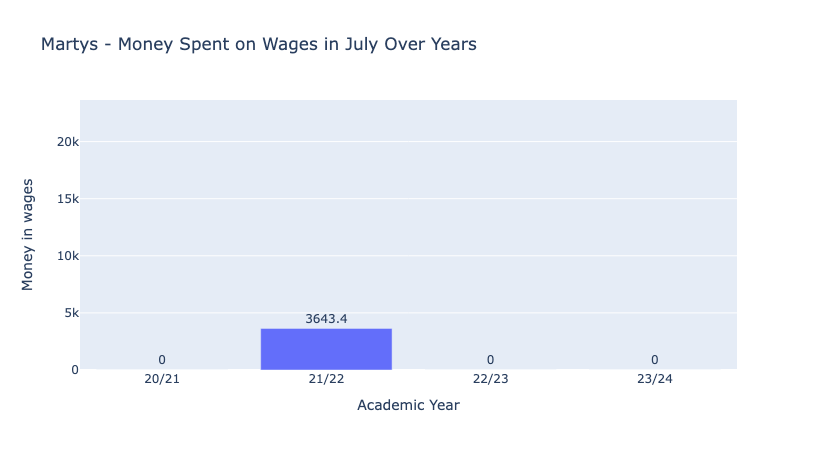 Martys - Money Spent on Wages in July Over Years
Money in wages
20k
15k
10k
5k
0
0
3643.4
0
0
20/21
21/22
22/23
23/24
Academic Year